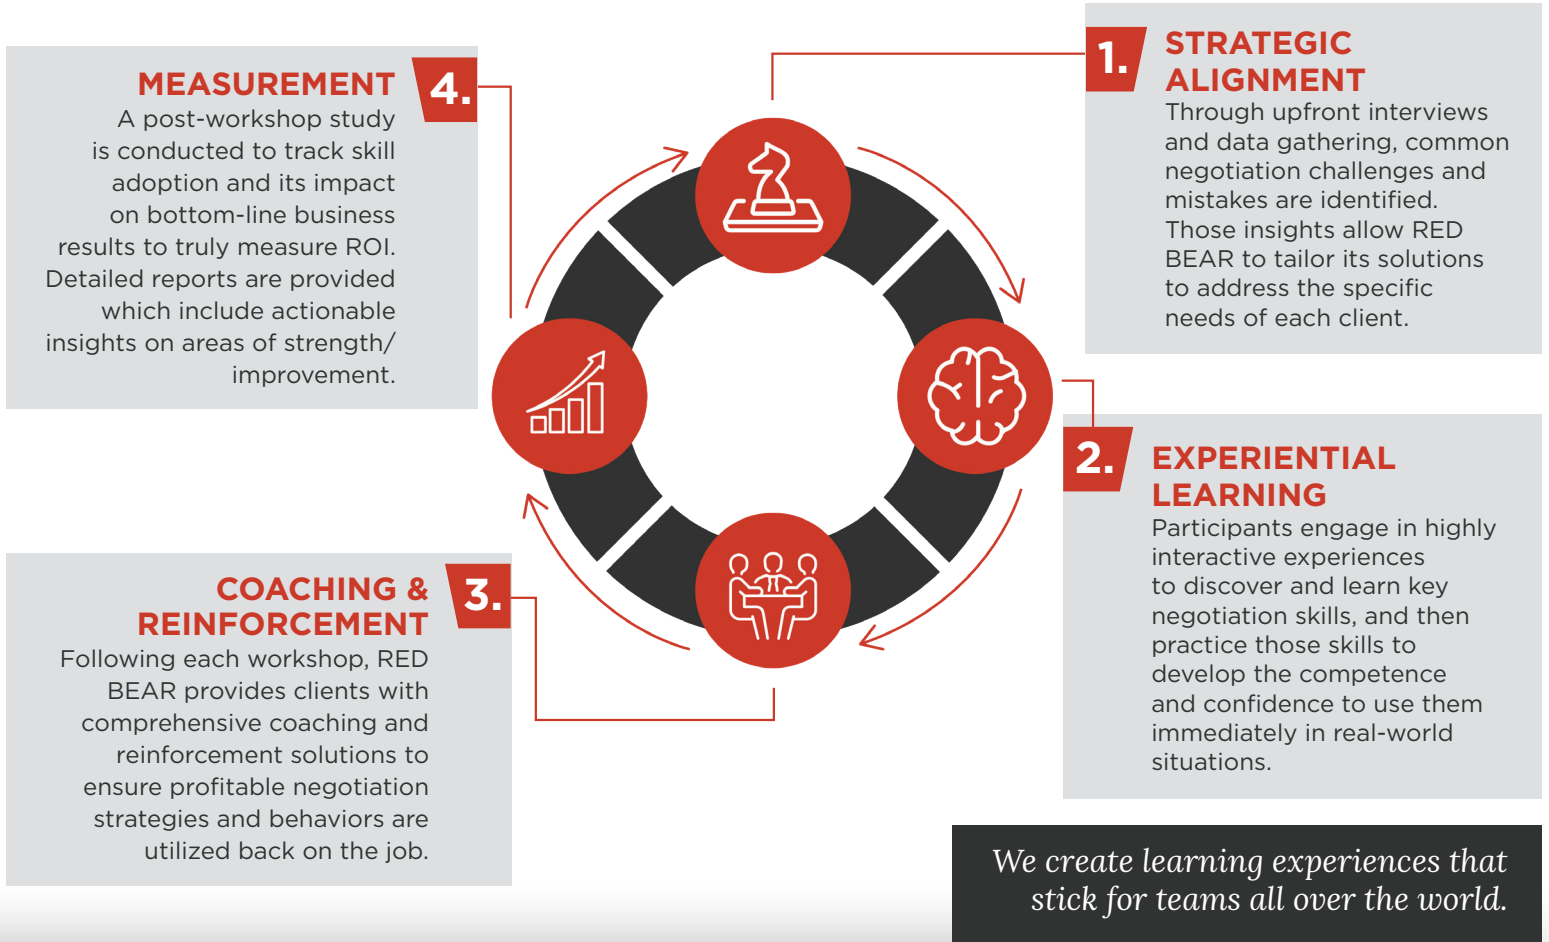 1.
STRATEGIC
ALIGNMENT
Through upfront interviews
and data gathering, common
negotiation challenges and
mistakes are identified.
Those insights allow RED
BEAR to tailor its solutions
to address the specific
needs of each client.
2.
EXPERIENTIAL
LEARNING
Participants engage in highly
interactive experiences
to discover and learn key
negotiation skills, and then
practice those skills to
develop the competence
and confidence to use them
immediately in real-world
situations.
3.
COACHING &
REINFORCEMENT
Following each workshop, RED
BEAR provides clients with
comprehensive coaching and
reinforcement solutions to
ensure profitable negotiation
strategies and behaviors are
utilized back on the job.
4.
MEASUREMENT
A post-workshop study
is conducted to track skill
adoption and its impact
on bottom-line business
results to truly measure ROI.
Detailed reports are provided
which include actionable
insights on areas of strength/
improvement.
We create learning experiences that
stick for teams all over the world.